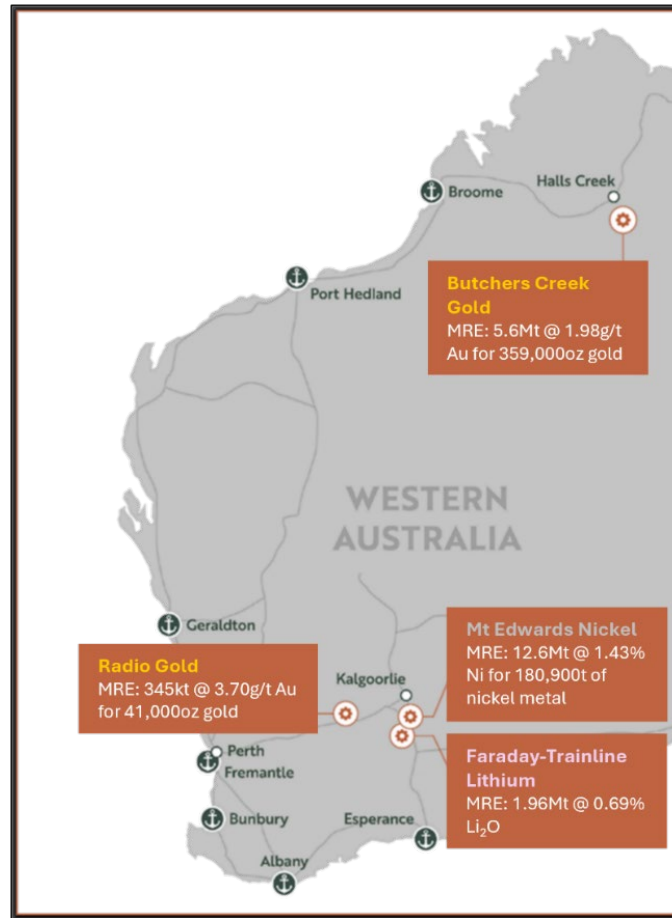 Broome
Halls Creek
Port Hedland
Butchers Creek
Gold
MRE: 5.6Mt @ 1.98g/t
Au for 359,000oz gold
WESTERN
AUSTRALIA
Geraldton
Radio Gold
MRE: 345kt @ 3.70g/t Au
for 41,000oz gold
Kalgoorlie
Mt Edwards Nickel
MRE: 12.6Mt @ 1.43%
Ni for 180,900t of
nickel metal
Perth
Fremantle
Faraday-Trainline
Lithium
MRE: 1.96Mt @ 0.69%
Li₂O
Bunbury
Esperance
Albany